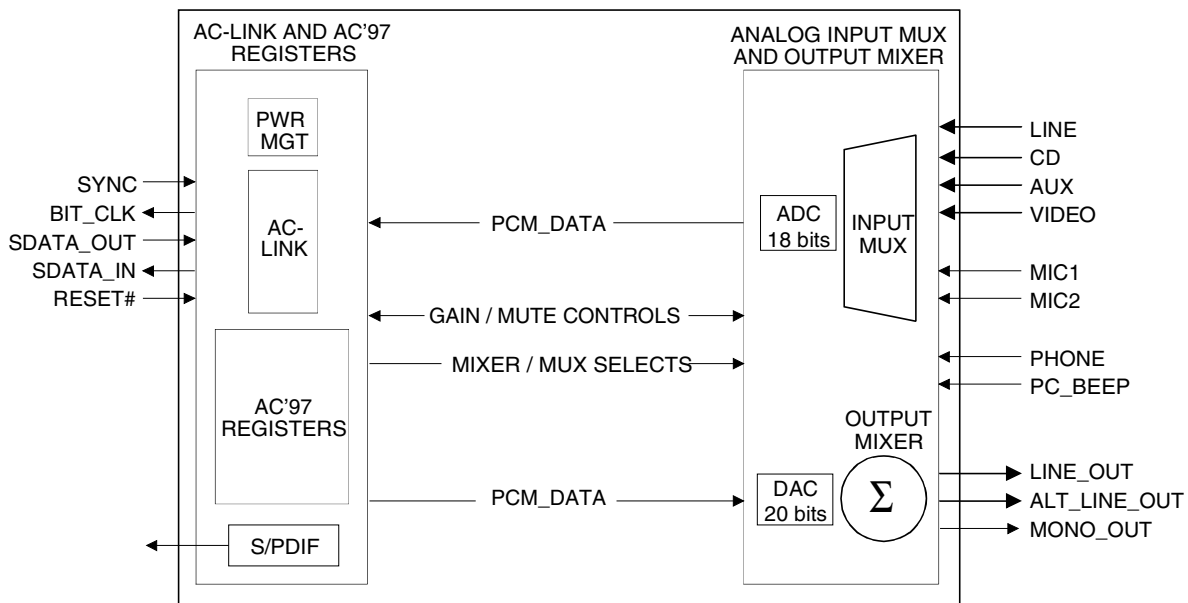 AC-LINK AND AC'97
REGISTERS
PWR
MGT
AC-
LINK
AC'97
REGISTERS
S/PDIF
SYNC
BIT_CLK
SDATA_OUT
SDATA_IN
RESET#
PCM_DATA
GAIN / MUTE CONTROLS
MIXER / MUX SELECTS
PCM_DATA
ANALOG INPUT MUX
AND OUTPUT MIXER
ADC
18 bits
INPUT
MUX
OUTPUT
MIXER
DAC
20 bits
Σ
LINE
CD
AUX
VIDEO
MIC1
MIC2
PHONE
PC_BEEP
LINE_OUT
ALT_LINE_OUT
MONO_OUT